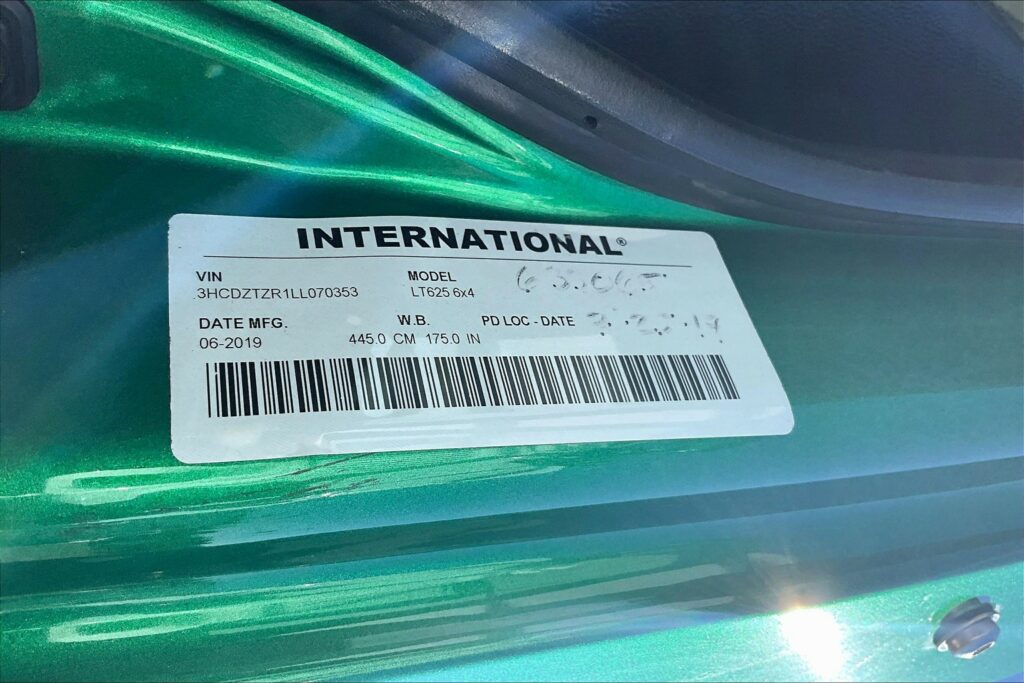 INTERNATIONAL®
VIN MODEL
3HCDZTZR1LL070353 LT625 6x4
DATE MFG. W.B. PD LOC - DATE
06-2019 445.0 CM 175.0 IN